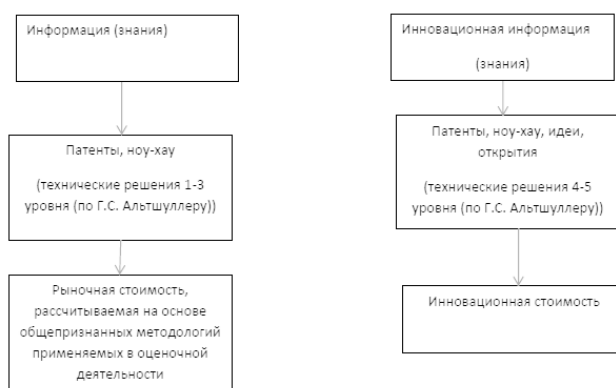 Информация (знания)
Патенты, ноу-хау
(технические решения 1-3
уровня (по Г.С. Альтшуллеру))
Рыночная стоимость,
рассчитываемая на основе
общепризнанных методологий
применяемых в оценочной
деятельности
Инновационная информация
(знания)
Патенты, ноу-хау, идеи,
открытия
(технические решения 4-5
уровня (по Г.С. Альтшуллеру))
Инновационная стоимость